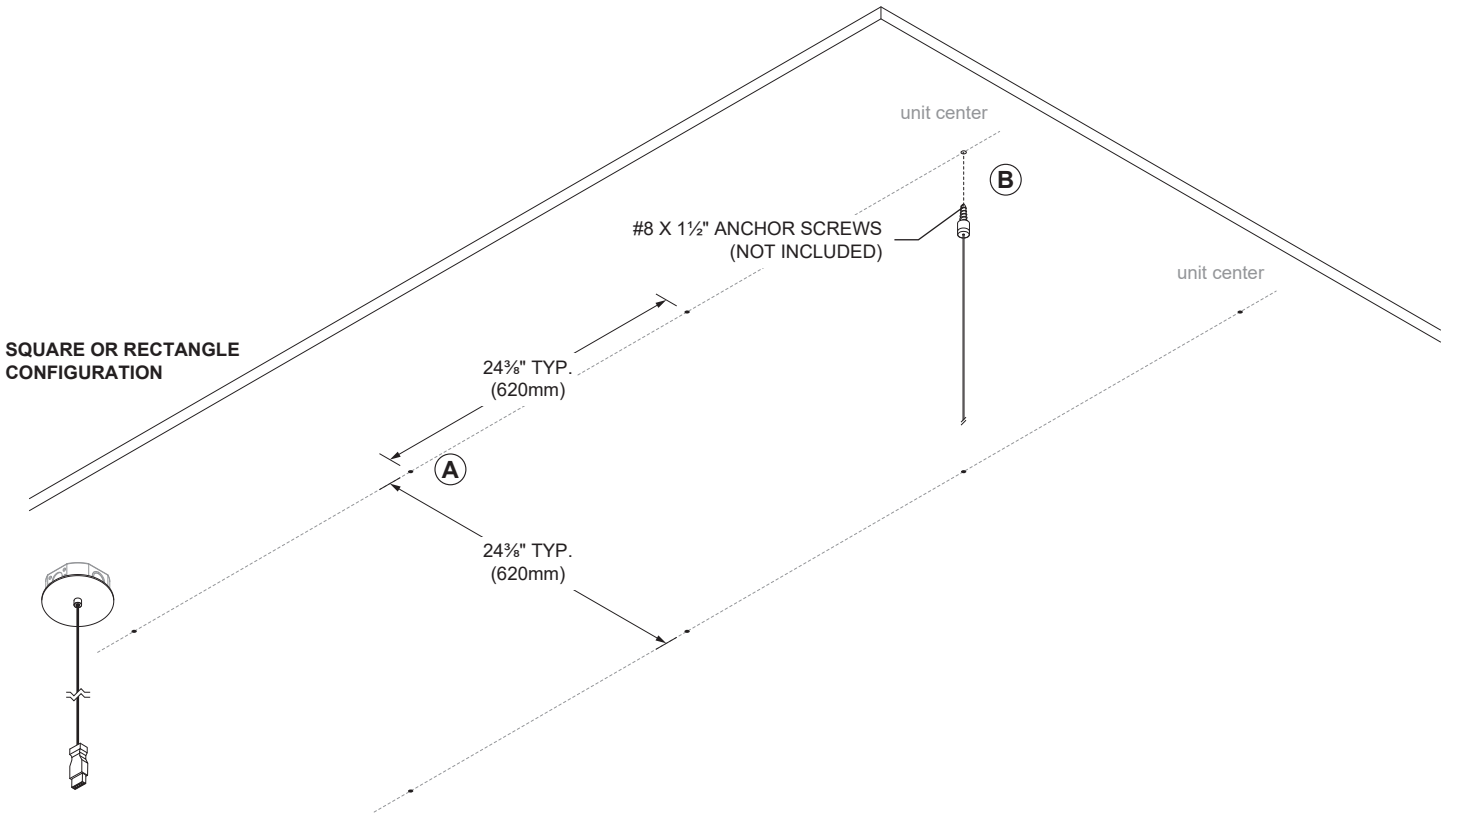 unit center
B
#8 X 1½" ANCHOR SCREWS
(NOT INCLUDED)
unit center
SQUARE OR RECTANGLE
CONFIGURATION
24⅜" TYP.
(620mm)
A
24⅜" TYP.
(620mm)